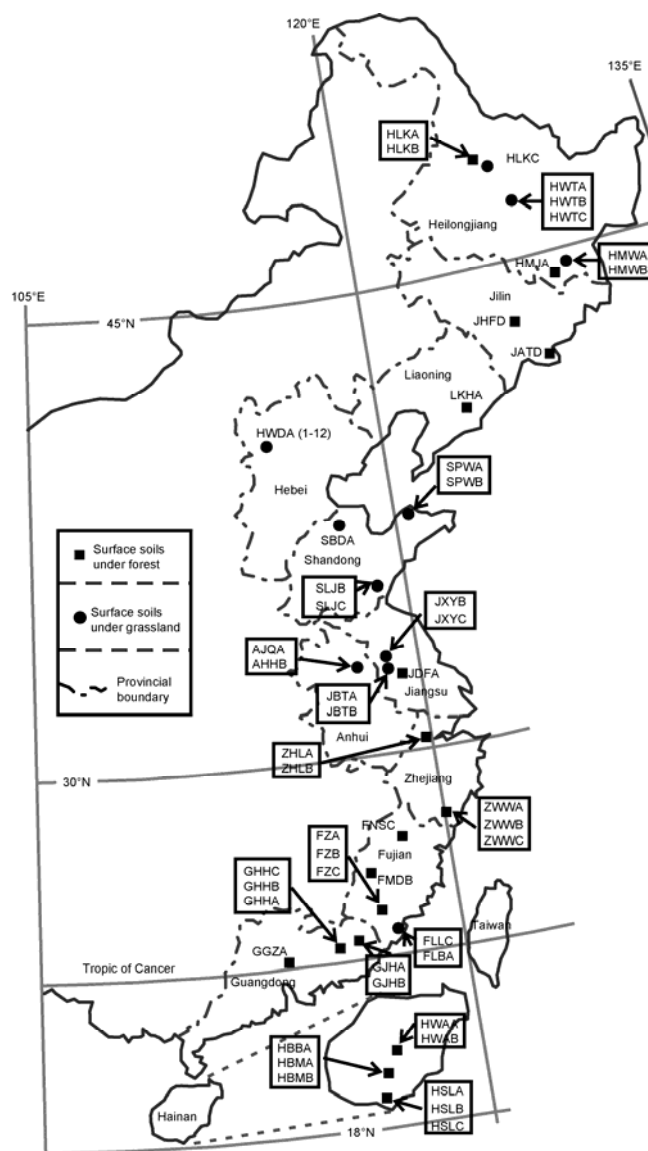 120°E
135°E
HLKA
HLKB
HLKC
HWTA
HWTB
HWTC
Heilongjiang
HMWA
HMWB
HMJA
105°E
45°N
Jilin
JHFD
JATD
Liaoning
LKHA
HWDA (1-12)
SPWA
SPWB
Hebei
SBDA
Shandong
Surface soils
under forest
Surface soils
under grassland
Provincial
boundary
SLJB
SLJC
JXYB
JXYC
AJQA
AHHB
JDFA
Jiangsu
JBTA
JBTB
Anhui
ZHLA
ZHLB
30°N
Zhejiang
FNSC
ZWWA
ZWWB
ZWWC
FZA
FZB
FZC
Fujian
FMDB
GHHC
GHHB
GHHA
Taiwan
FLLC
FLBA
GGZA
Tropic of Cancer
Guangdong
GJHA
GJHB
HWAA
HWAB
HBBA
HBMA
HBMB
HSLA
HSLB
HSLC
Hainan
18°N